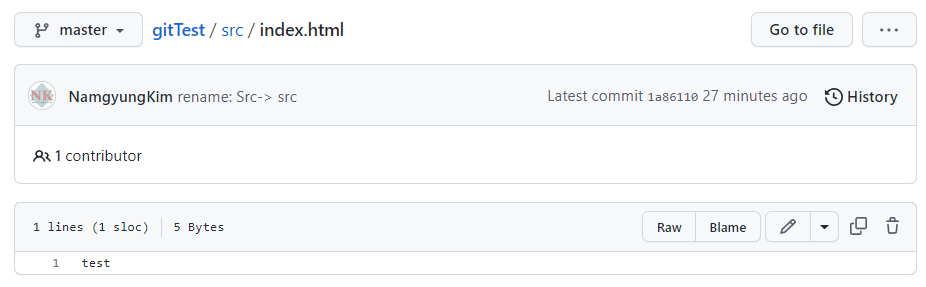 master gitTest / src / index.html Go to file ...
NK NamgyungKim rename: Src-> src Latest commit 1a86110 27 minutes ago History
1 contributor
1 lines (1 sloc) 5 Bytes Raw Blame
1 test